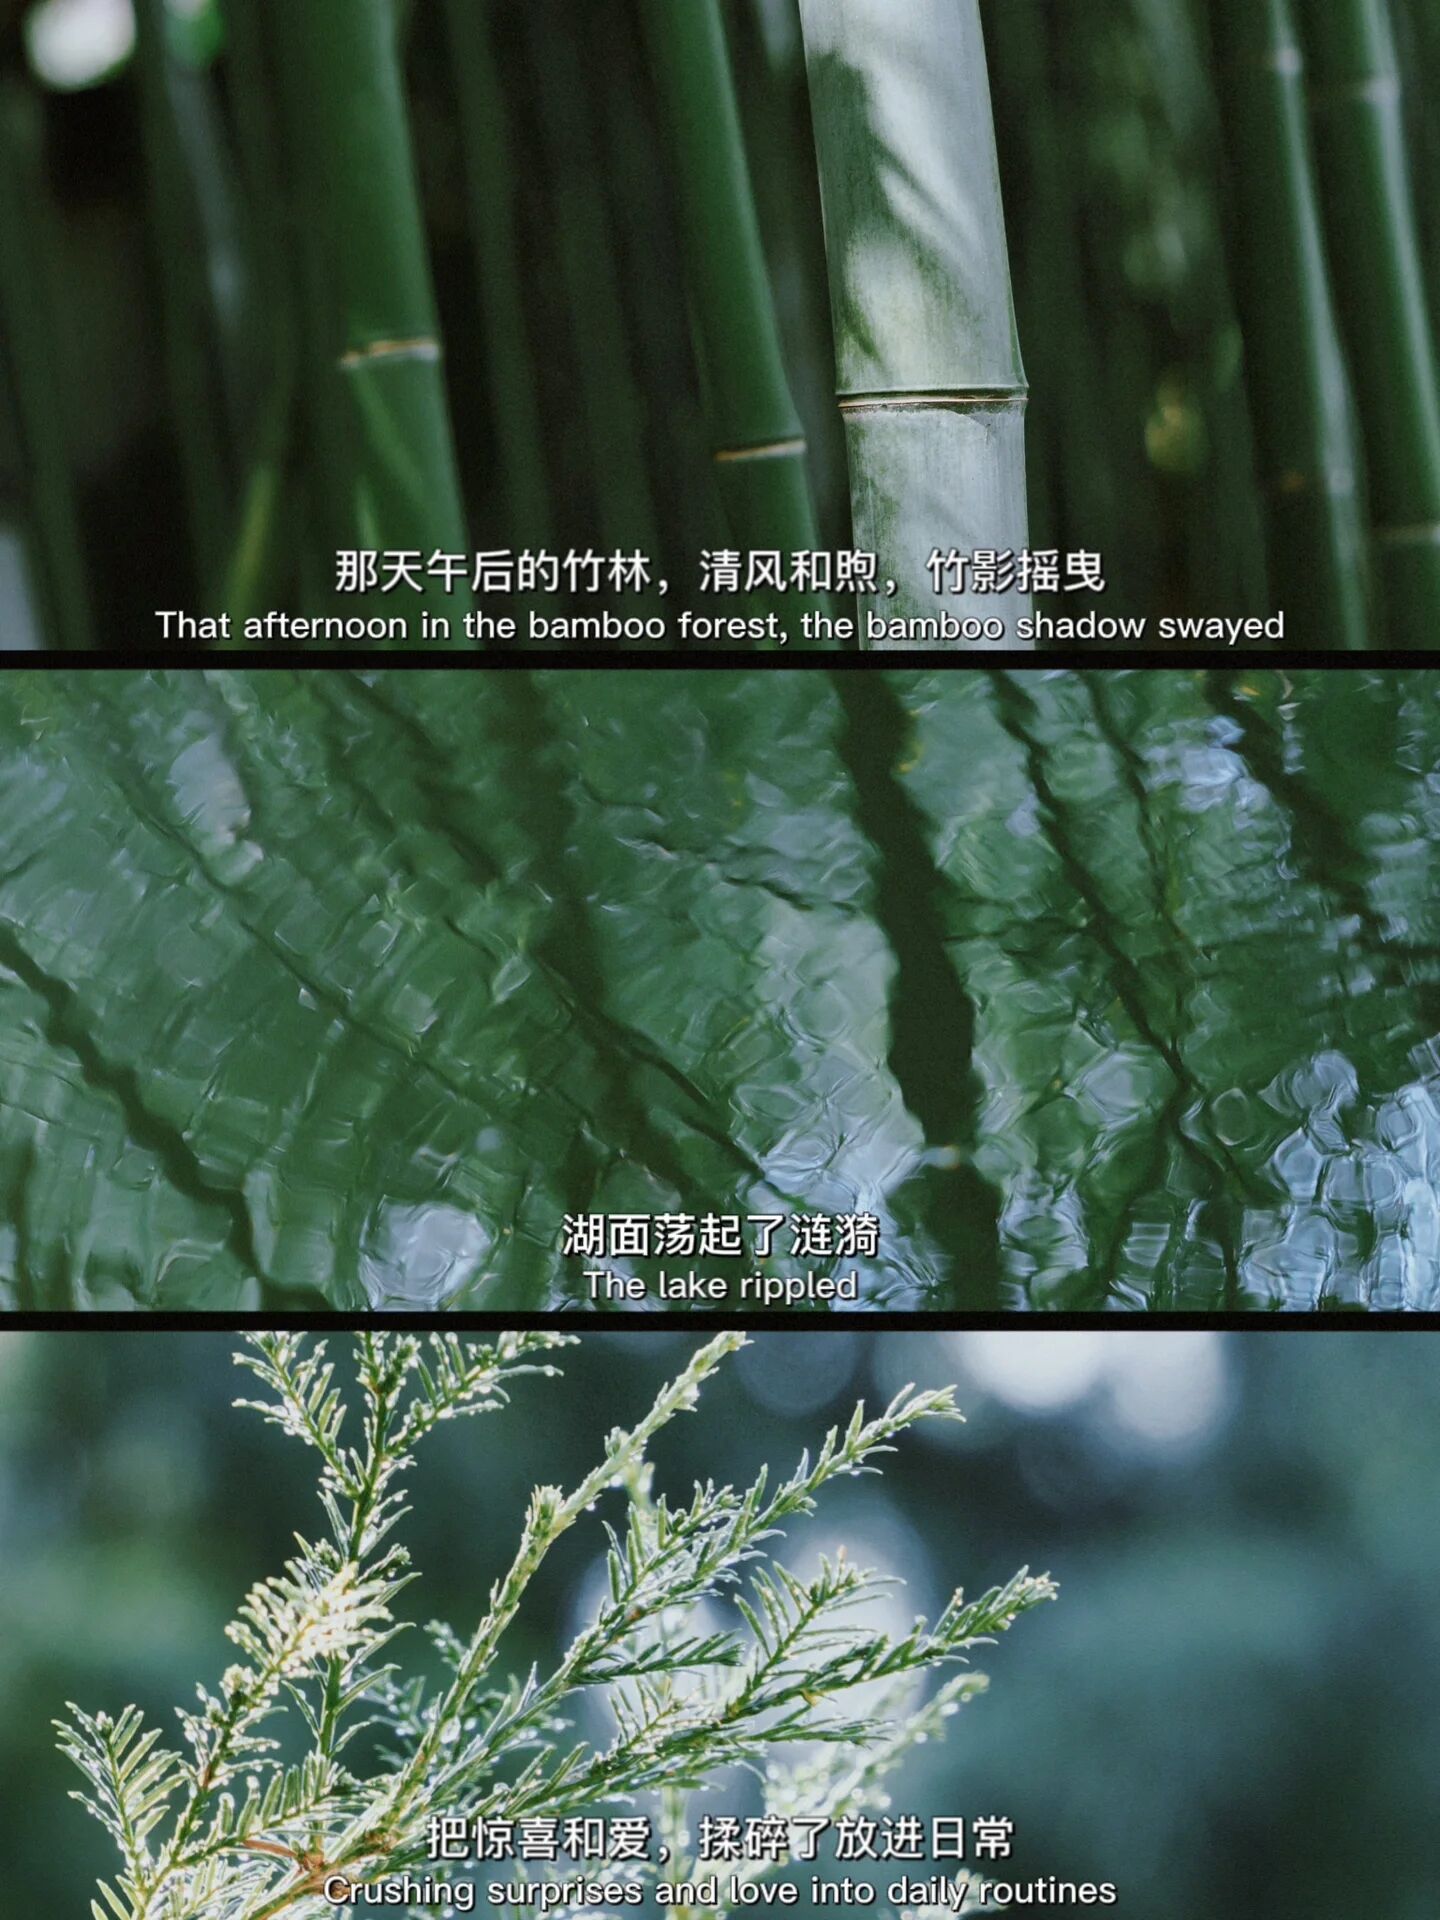 那天午后的竹林，清风和煦，竹影摇曳
That afternoon in the bamboo forest, the bamboo shadow swayed
湖面荡起了涟漪
The lake rippled
把惊喜和爱，揉碎了放进日常
Crushing surprises and love into daily routines